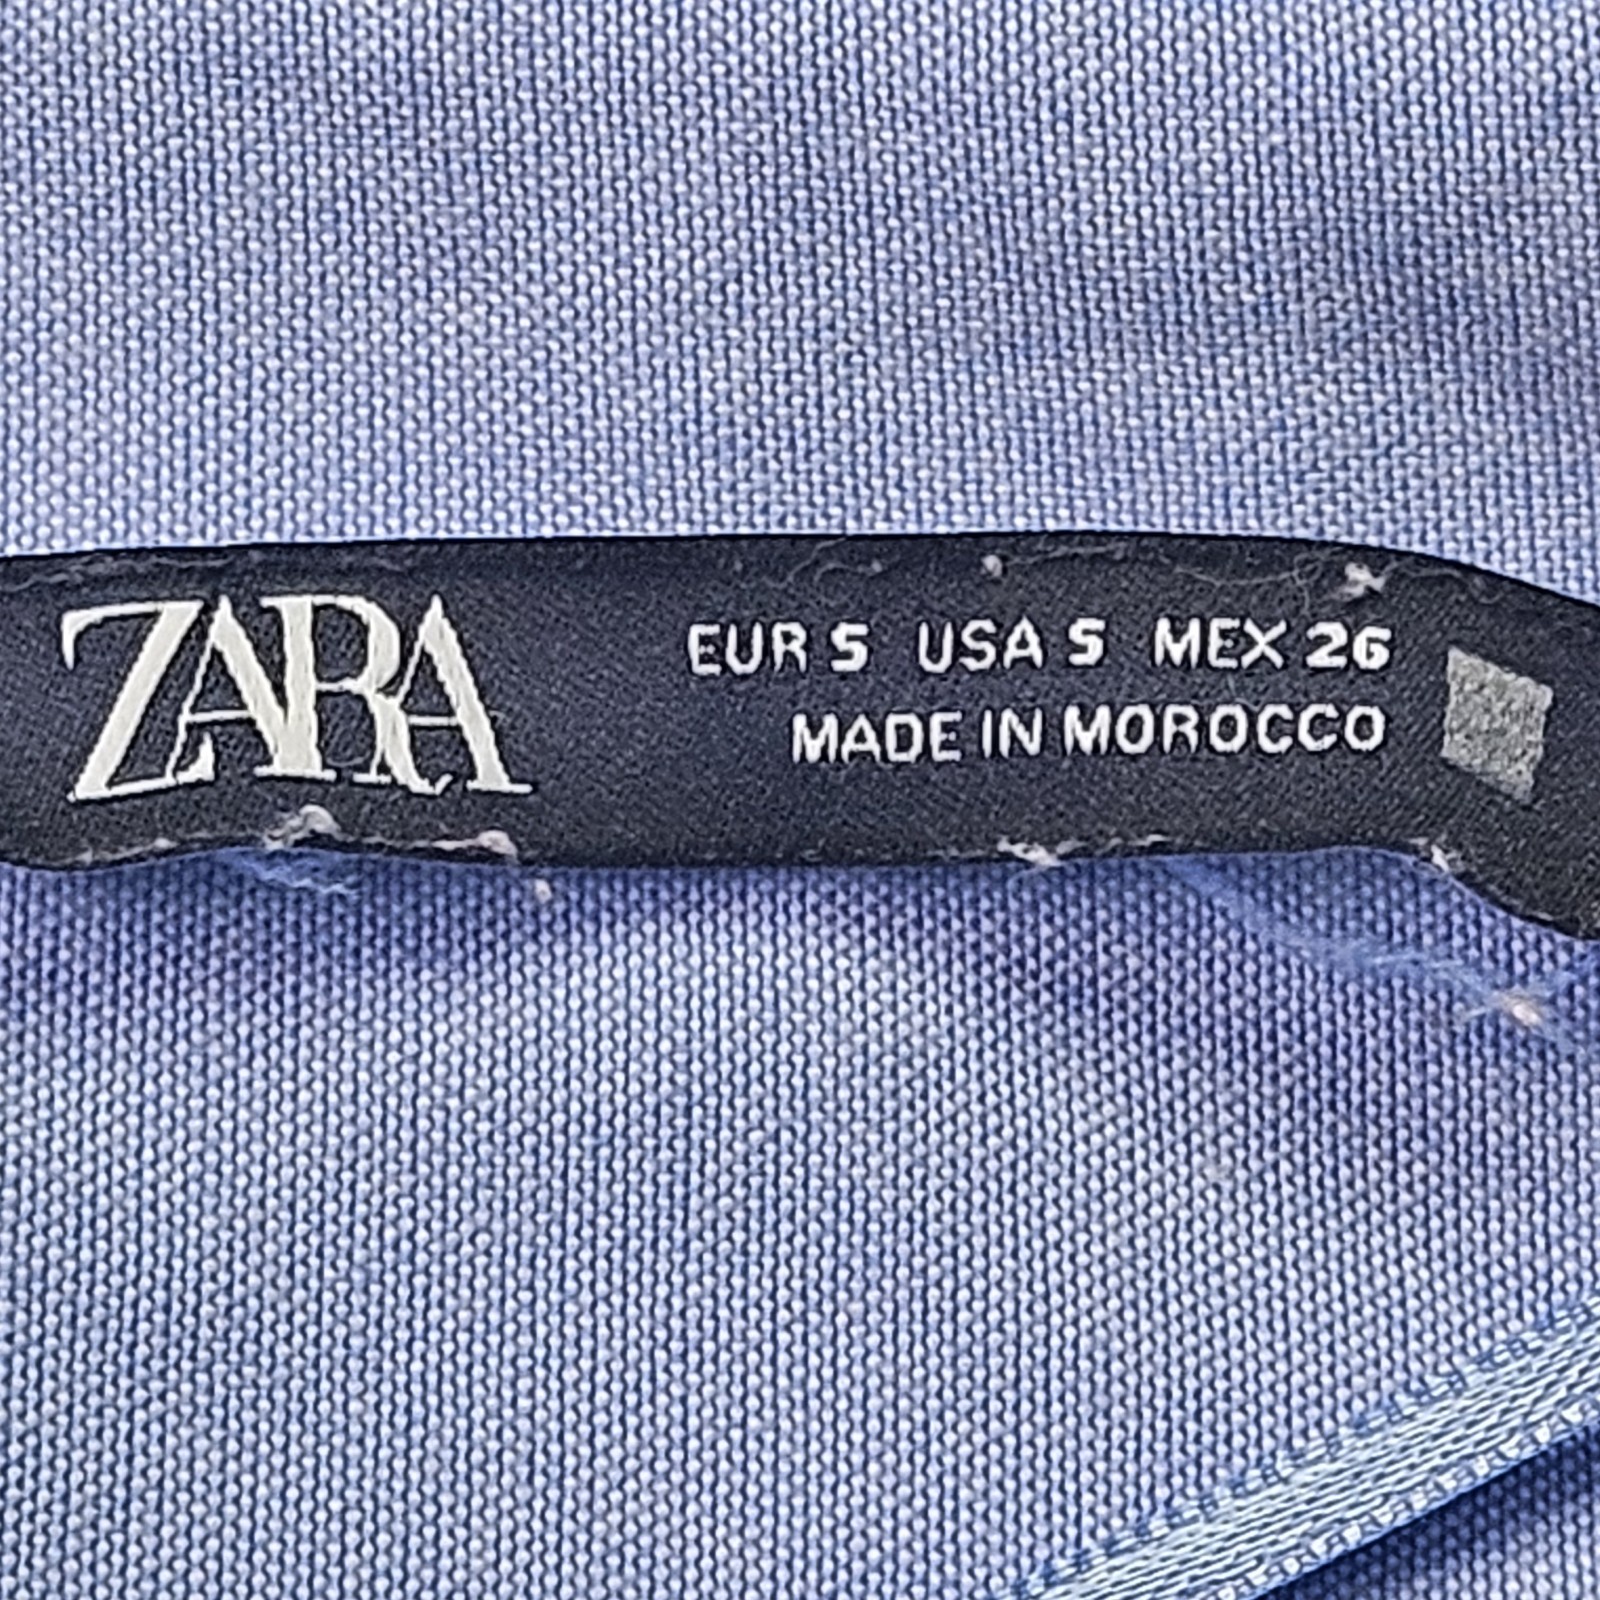 ZARA
EUR S USA S MEX 26
MADE IN MOROCCO